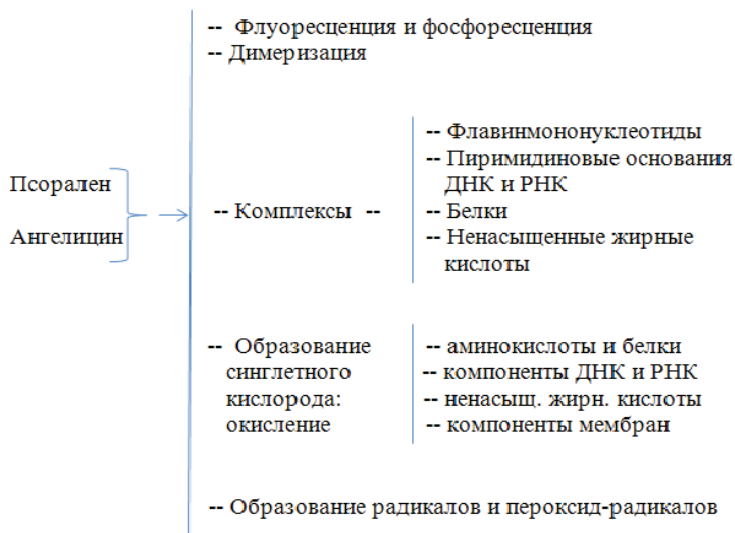 -- Флуоресценция и фосфоресценция
-- Димеризация
Псорален
Ангелицин
-- Комплексы --
-- Флавинмононуклеотиды
-- Пиримидиновые основания
ДНК и РНК
-- Белки
-- Ненасыщенные жирные
кислоты
-- Образование
синглетного
кислорода:
окисление
-- аминокислоты и белки
-- компоненты ДНК и РНК
-- ненасыщ. жирн. кислоты
-- компоненты мембран
-- Образование радикалов и пероксид-радикалов